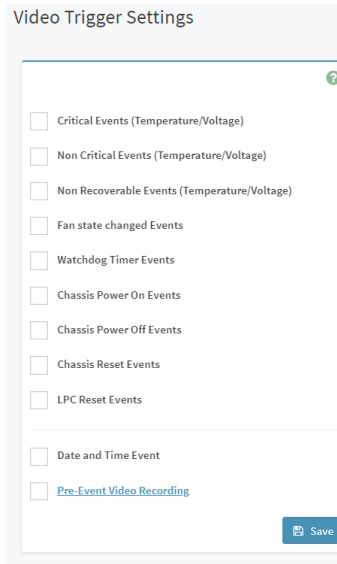 Video Trigger Settings
?
Critical Events (Temperature/Voltage)
Non Critical Events (Temperature/Voltage)
Non Recoverable Events (Temperature/Voltage)
Fan state changed Events
Watchdog Timer Events
Chassis Power On Events
Chassis Power Off Events
Chassis Reset Events
LPC Reset Events
Date and Time Event
Pre-Event Video Recording
Save